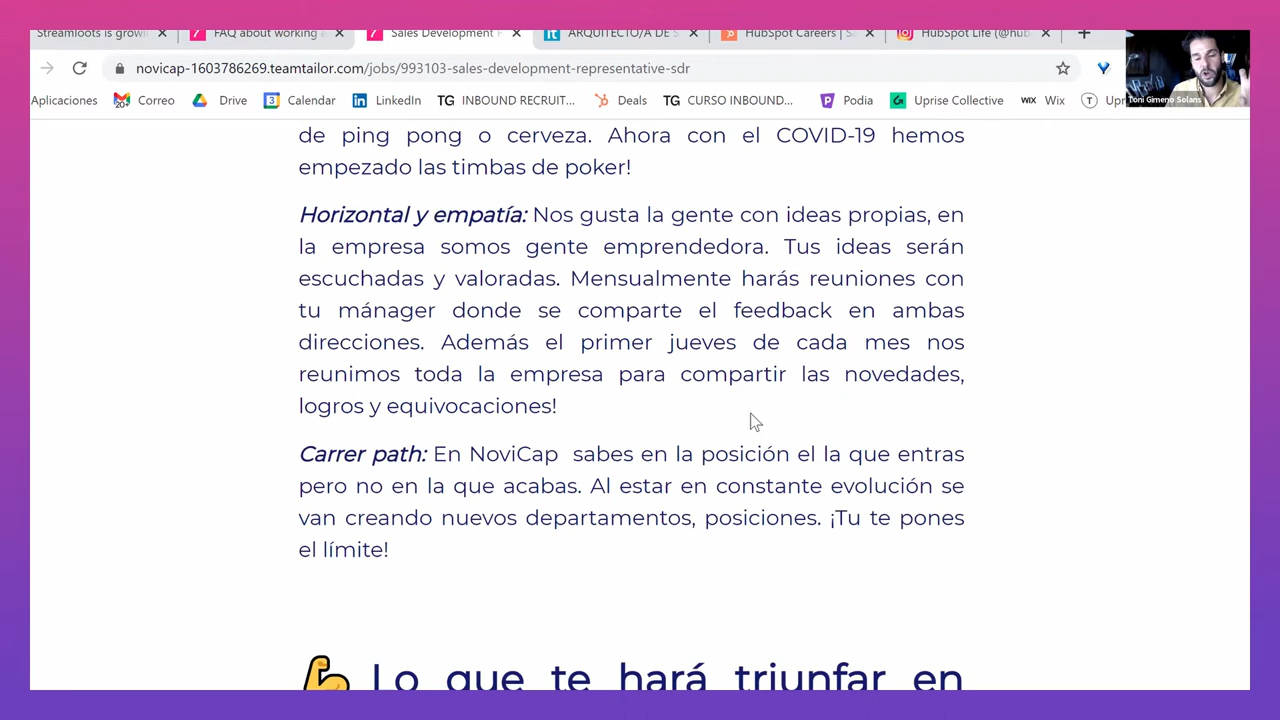 Streamloots is growi
FAQ about working a
Sales Development R
ARQUITECTO/A DE S
HubSpot Careers | Sa
HubSpot Life (@hub
novicap-1603786269.teamtailor.com/jobs/993103-sales-development-representative-sdr
Aplicaciones
20+
Correo
Drive
3
Calendar
LinkedIn
TG INBOUND RECRUIT...
Deals
TG CURSO INBOUND...
Podia
Uprise Collective
WIX Wix
T Upr
Toni Gimeno Solans
de ping pong o cerveza. Ahora con el COVID-19 hemos
empezado las timbas de poker!
Horizontal y empatía: Nos gusta la gente con ideas propias, en
la empresa somos gente emprendedora. Tus ideas serán
escuchadas y valoradas. Mensualmente harás reuniones con
tu mánager donde se comparte el feedback en ambas
direcciones. Además el primer jueves de cada mes nos
reunimos toda la empresa para compartir las novedades,
logros y equivocaciones!
Carrer path: En NoviCap sabes en la posición el la que entras
pero no en la que acabas. Al estar en constante evolución se
van creando nuevos departamentos, posiciones. ¡Tu te pones
el límite!
Lo que te hará triunfar en